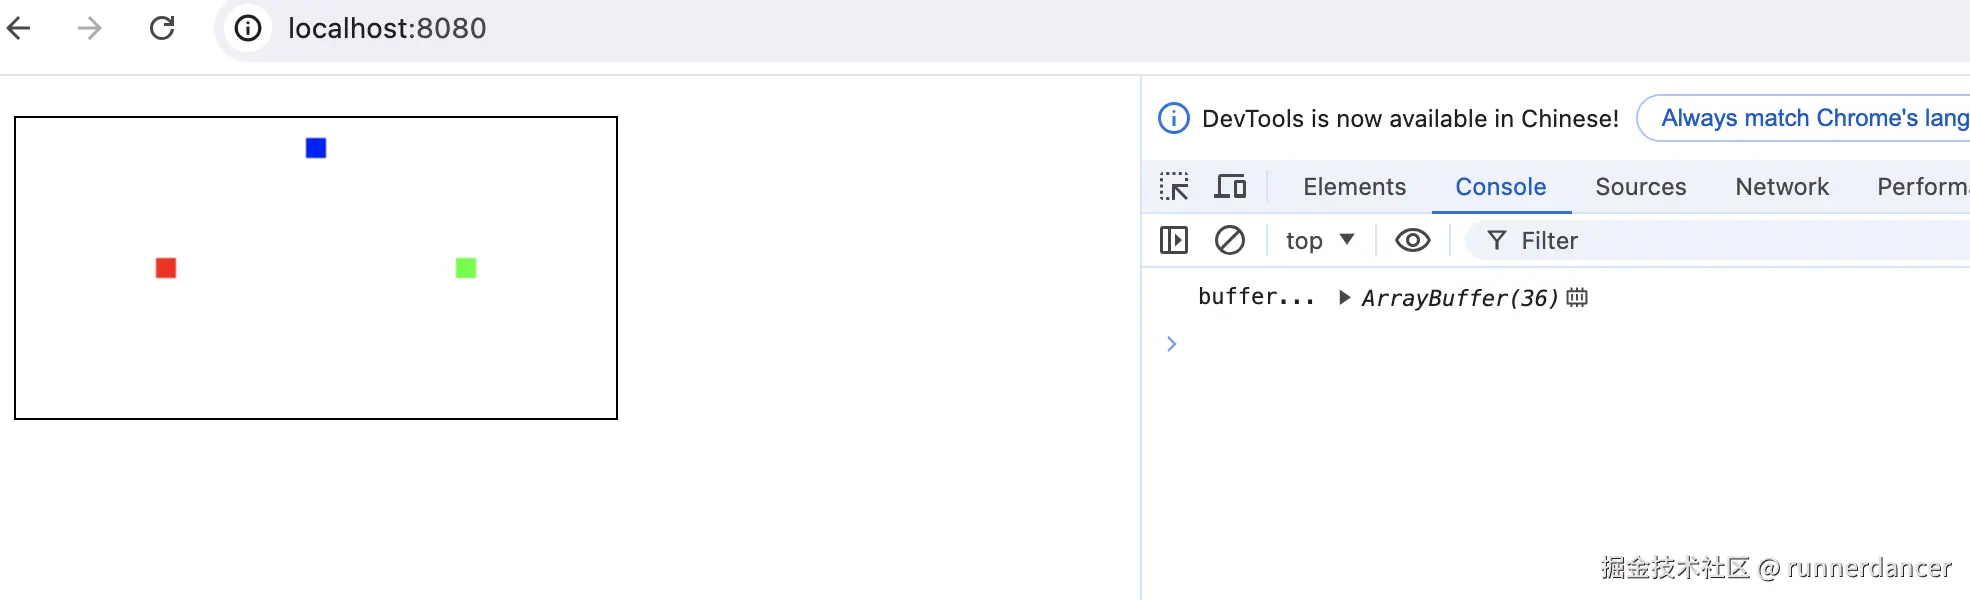 localhost:8080
DevTools is now available in Chinese!
Always match Chrome's lang
Elements Console Sources Network Perform
top Filter
buffer... ArrayBuffer(36)
掘金技术社区 @ runnerdancer